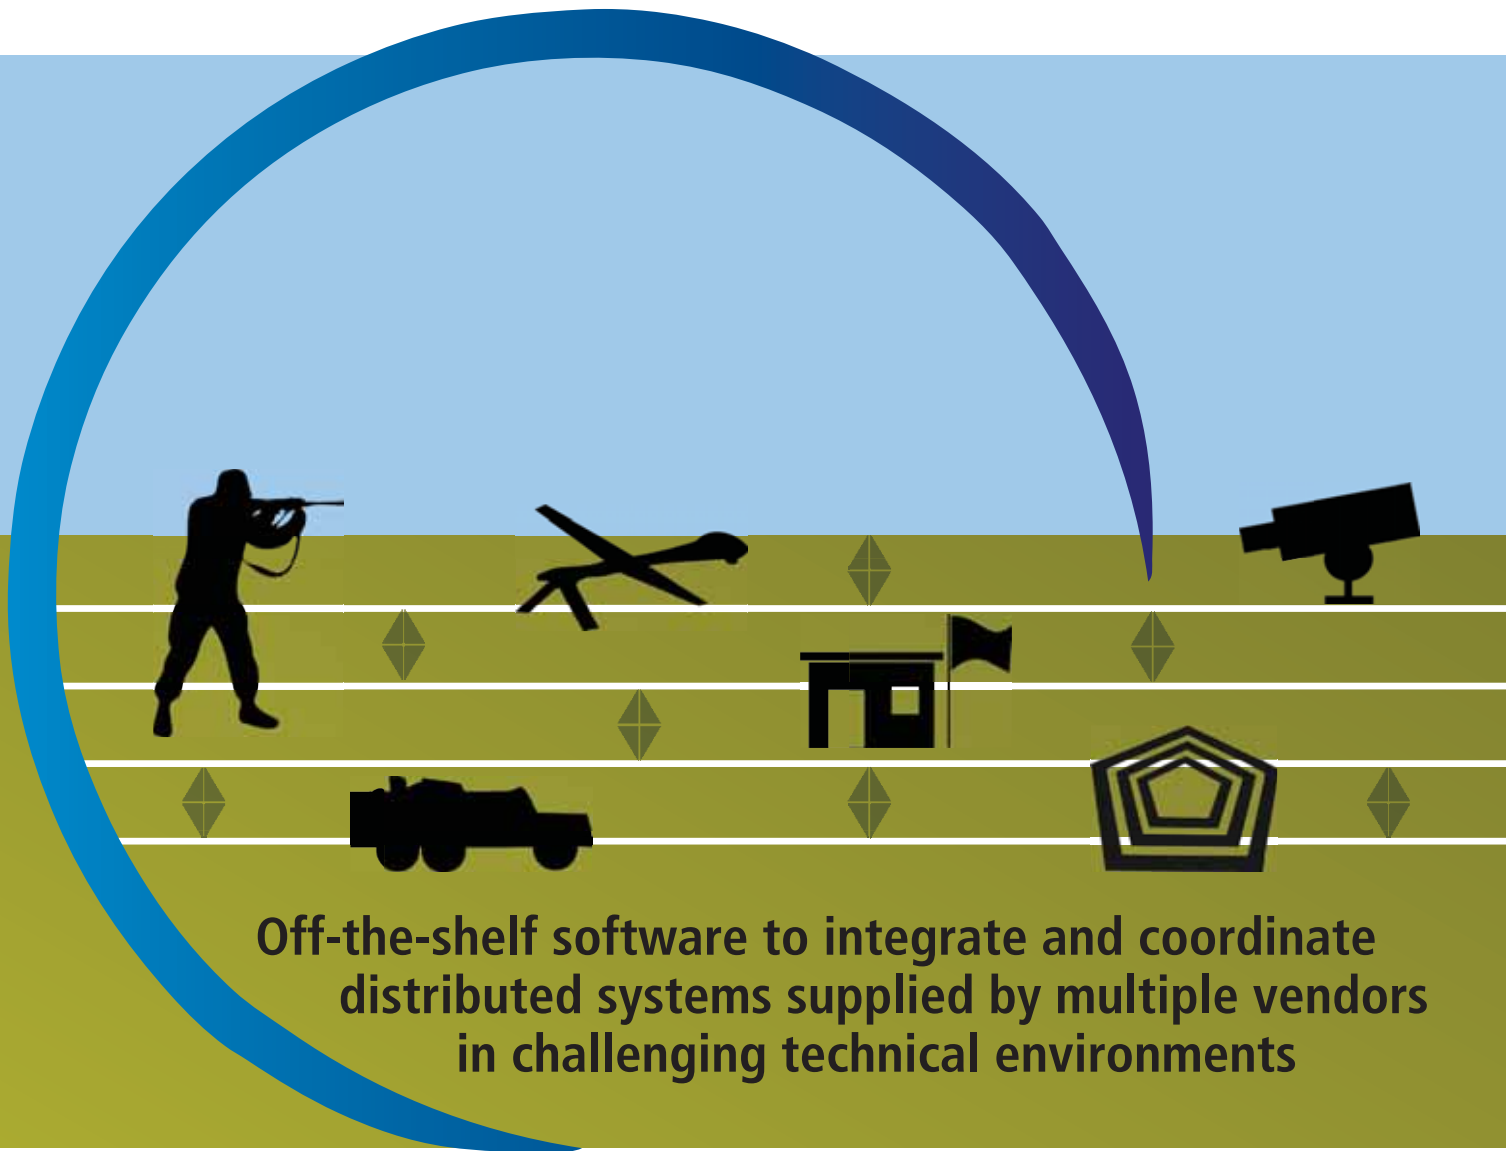 Off-the-shelf software to integrate and coordinate
distributed systems supplied by multiple vendors
in challenging technical environments